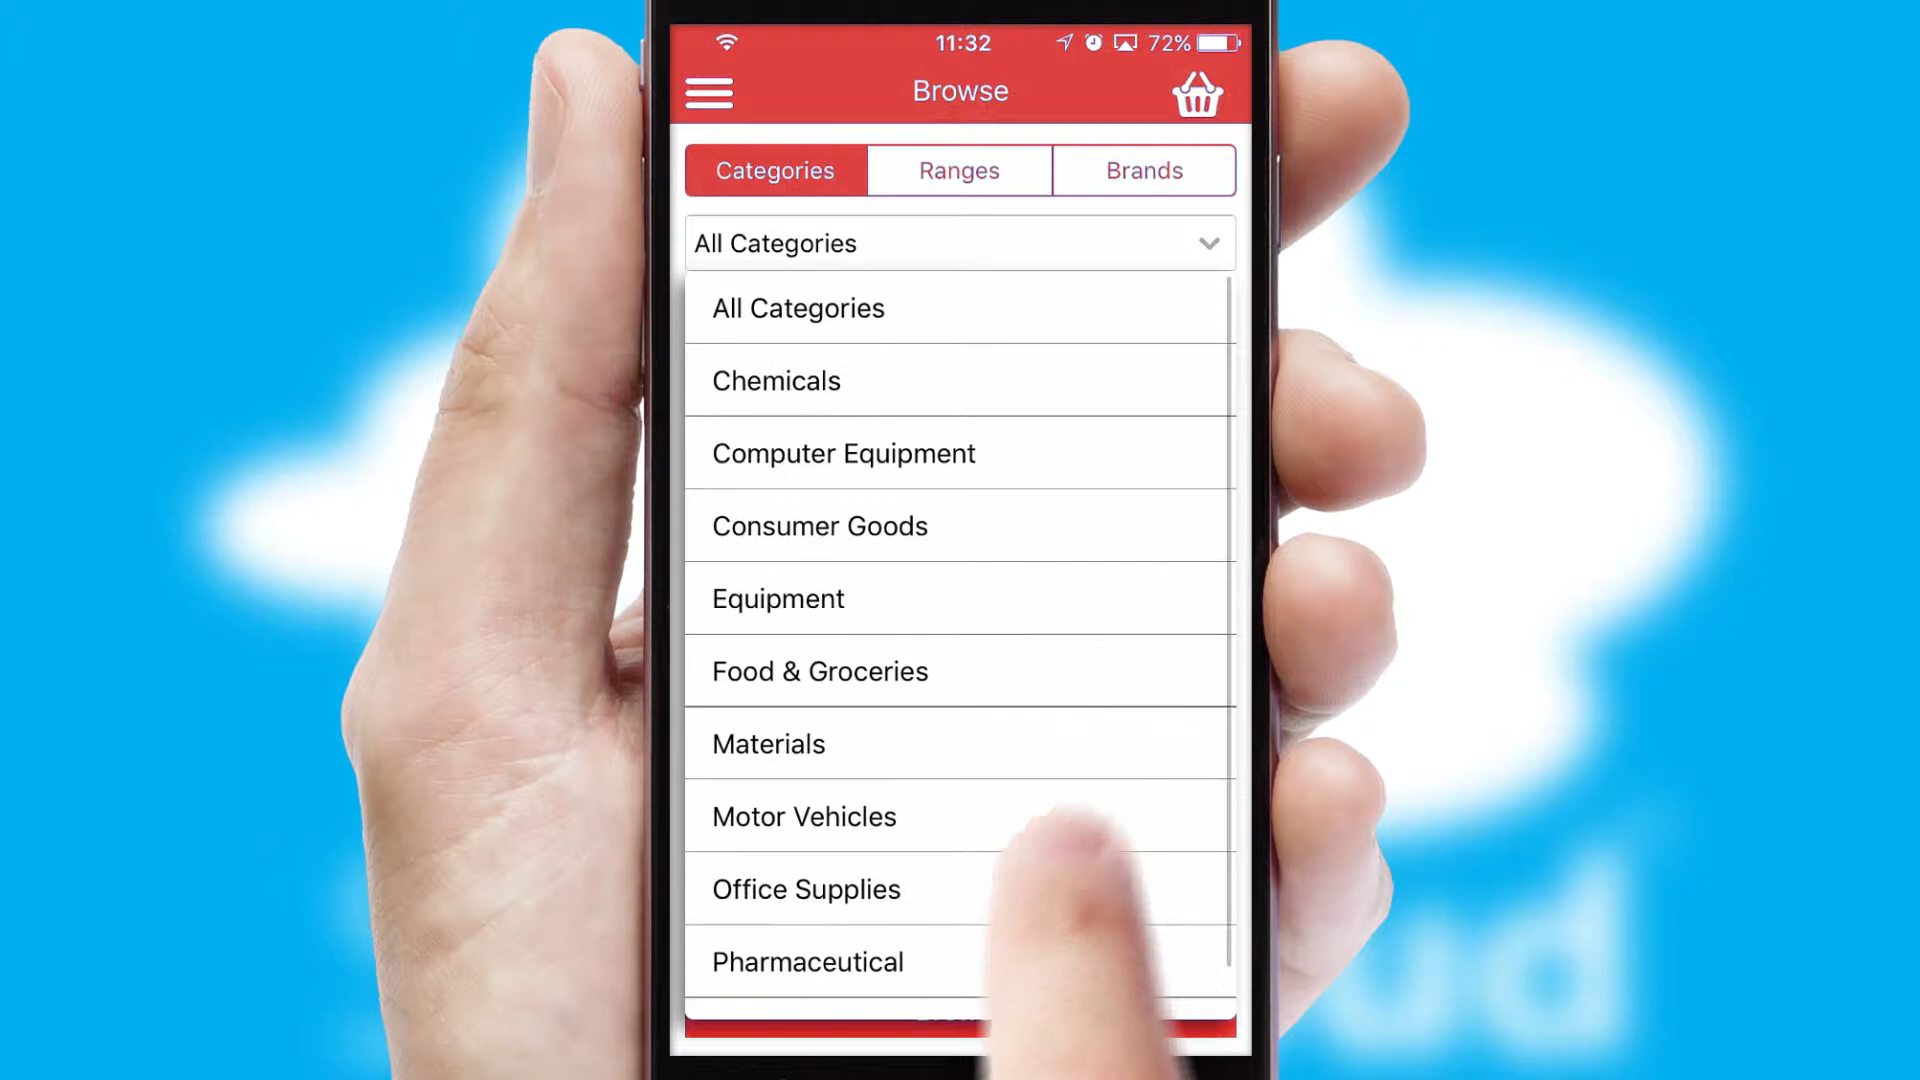 11:32
72%
Browse
Categories
Ranges
Brands
All Categories
All Categories
Chemicals
Computer Equipment
Consumer Goods
Equipment
Food & Groceries
Materials
Motor Vehicles
Office Supplies
Pharmaceutical